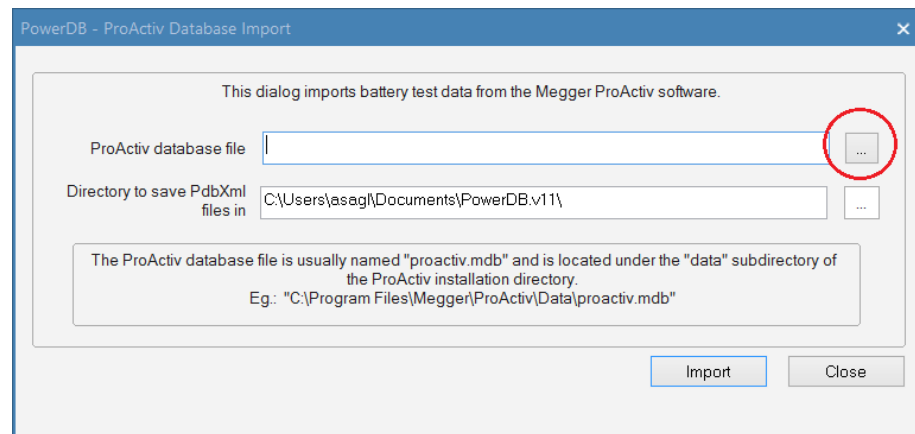 PowerDB - ProActiv Database Import
This dialog imports battery test data from the Megger ProActiv software.
ProActiv database file
...
Directory to save PdbXml
files in
C:\Users\asagl\Documents\PowerDB.v11\
...
The ProActiv database file is usually named "proactiv.mdb" and is located under the "data" subdirectory of
the ProActiv installation directory.
Eg.: "C:\Program Files\Megger\ProActiv\Data\proactiv.mdb"
Import
Close